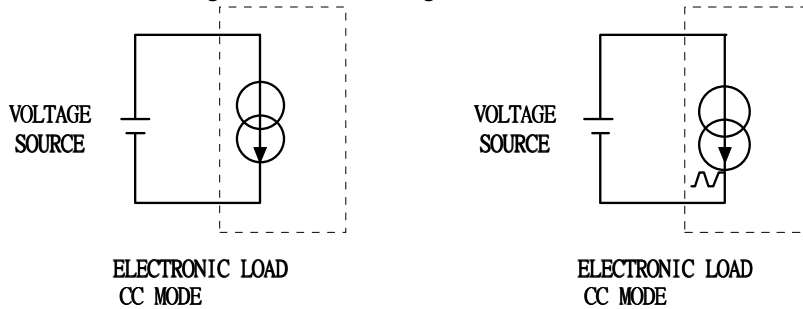 VOLTAGE
SOURCE
ELECTRONIC LOAD
CC MODE
VOLTAGE
SOURCE
ELECTRONIC LOAD
CC MODE